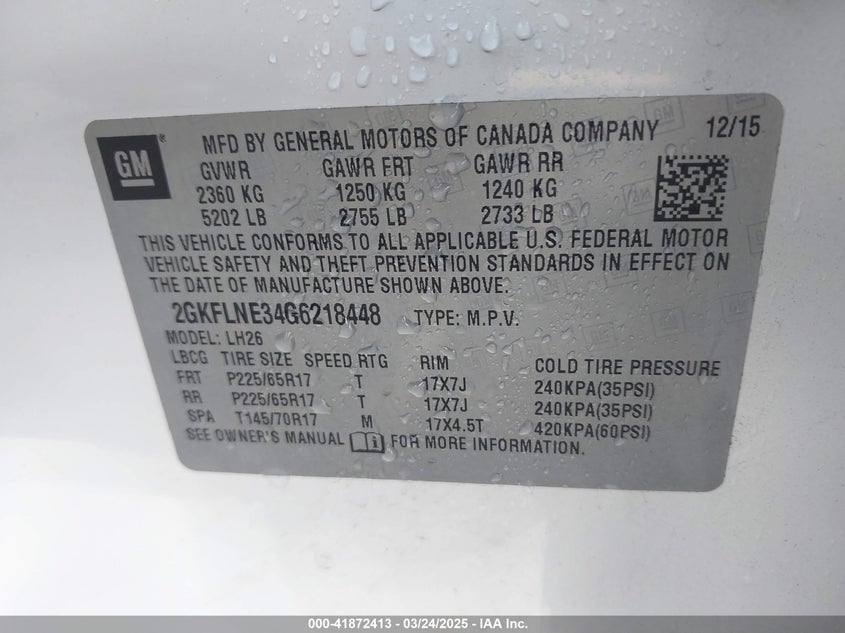 GM
MFD BY GENERAL MOTORS OF CANADA COMPANY 12/15
GVWR GAWR FRT GAWR RR
2360 KG 1250 KG 1240 KG
5202 LB 2755 LB 2733 LB
THIS VEHICLE CONFORMS TO ALL APPLICABLE U.S. FEDERAL MOTOR
VEHICLE SAFETY AND THEFT PREVENTION STANDARDS IN EFFECT ON
THE DATE OF MANUFACTURE SHOWN ABOVE.
2GKFLNE34G6218448 TYPE: M.P.V.
MODEL: LH26
LBCG TIRE SIZE SPEED RTG RIM COLD TIRE PRESSURE
FRT P225/65R17 T 17X7J 240KPA(35PSI)
RR P225/65R17 T 17X7J 240KPA(35PSI)
SPA T145/70R17 M 17X4.5T 420KPA(60PSI)
SEE OWNER'S MANUAL FOR MORE INFORMATION.
000-41872413 - 03/24/2025 - IAA Inc.